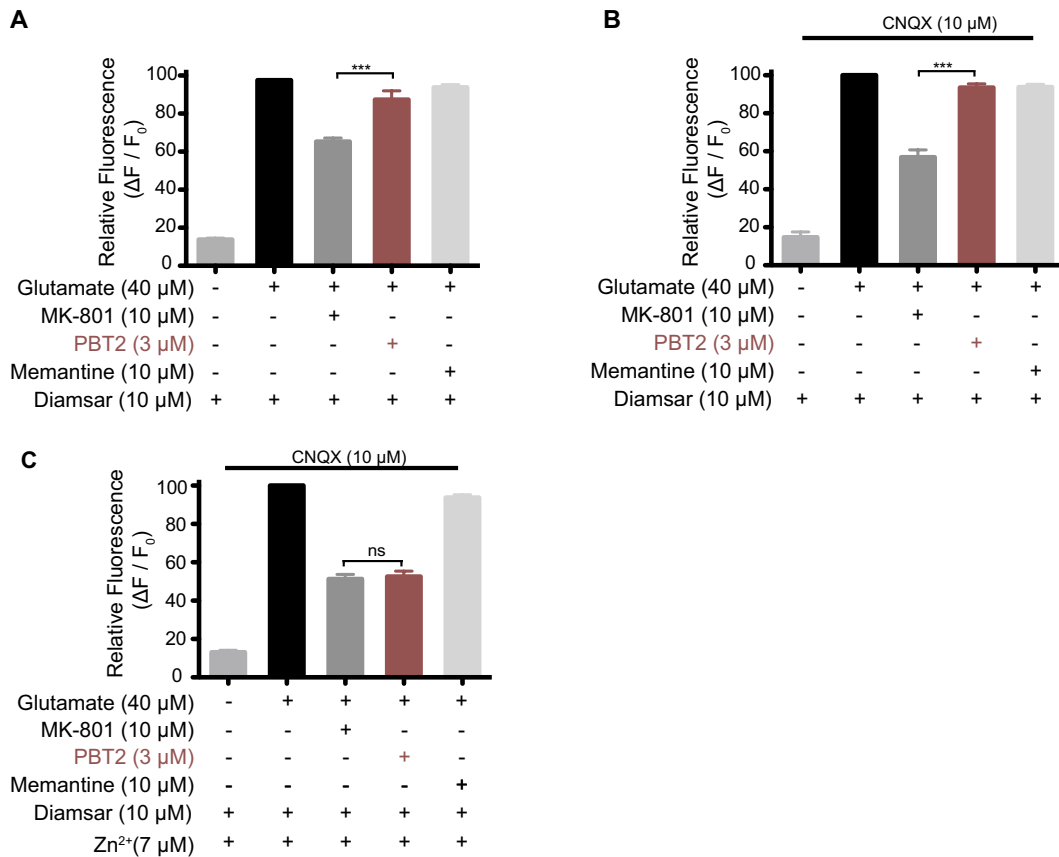 A
Relative Fluorescence
(ΔF / F₀)
100
80
60
40
20
0
***
Glutamate (40 μM) - + + + +
MK-801 (10 μM) - - + - -
PBT2 (3 μM) - - - + -
Memantine (10 μM) - - - - +
Diamsar (10 μM) + + + + +
B
CNQX (10 μM)
Relative Fluorescence
(ΔF / F₀)
100
80
60
40
20
0
***
Glutamate (40 μM) - + + + +
MK-801 (10 μM) - - + - -
PBT2 (3 μM) - - - + -
Memantine (10 μM) - - - - +
Diamsar (10 μM) + + + + +
C
CNQX (10 μM)
Relative Fluorescence
(ΔF / F₀)
100
80
60
40
20
0
ns
Glutamate (40 μM) - + + + +
MK-801 (10 μM) - - + - -
PBT2 (3 μM) - - - + -
Memantine (10 μM) - - - - +
Diamsar (10 μM) + + + + +
Zn²⁺(7 μM) + + + + +